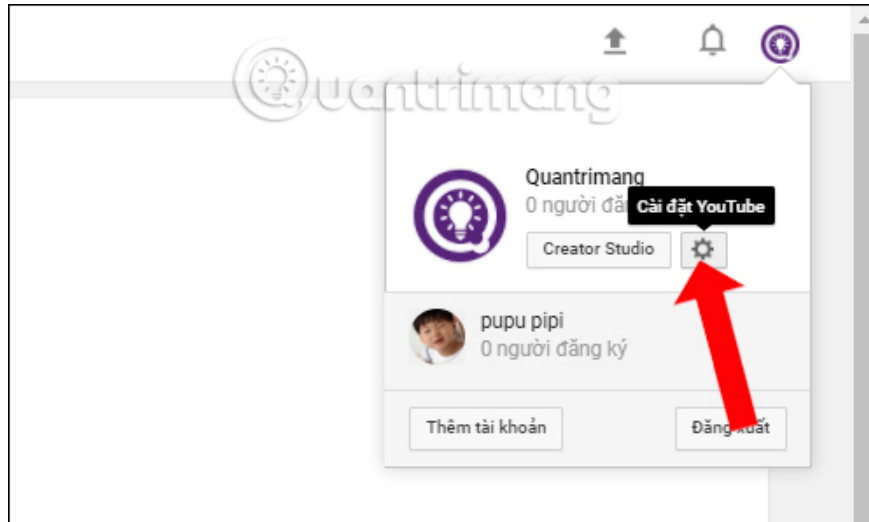 Quantrimang
Quantrimang
0 người đă
Cài đặt YouTube
Creator Studio
pupu pipi
0 người đăng ký
Thêm tài khoản
Đăng xuất